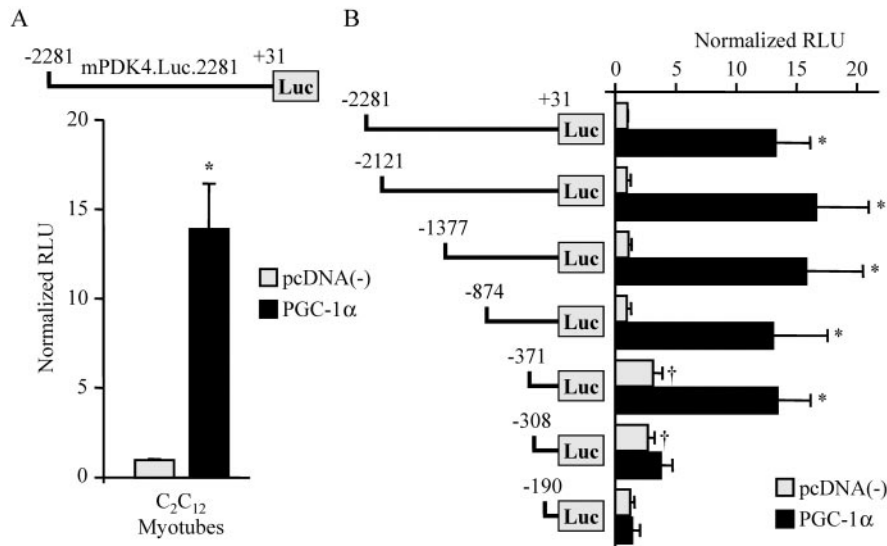 A
-2281 +31
mPDK4.Luc.2281
Luc
20
15
10
5
0
Normalized RLU
*
pcDNA(-)
PGC-1α
C2C12
Myotubes
B
Normalized RLU
0 5 10 15 20
-2281 +31
Luc
*
-2121
Luc
*
-1377
Luc
*
-874
Luc
*
-371
Luc
†
*
-308
Luc
†
-190
Luc
pcDNA(-)
PGC-1α